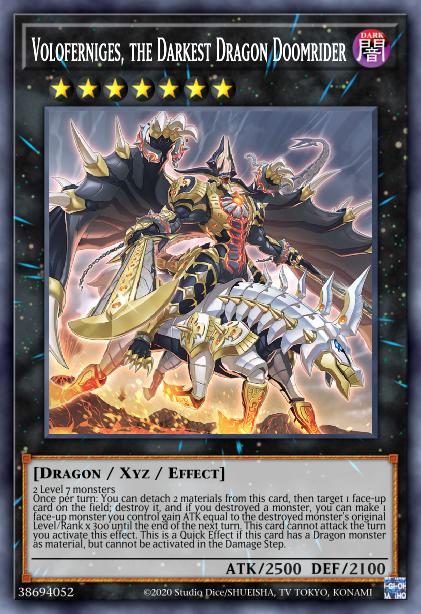 Voloferniges, the Darkest Dragon Doomrider
DARK
闇
[Dragon / Xyz / Effect]
2 Level 7 monsters
Once per turn: You can detach 2 materials from this card, then target 1 face-up
card on the field; destroy it, and if you destroyed a monster, you can make 1
face-up monster you control gain ATK equal to the destroyed monster's original
Level/Rank x 300 until the end of the next turn. This card cannot attack the turn
you activate this effect. This is a Quick Effect if this card has a Dragon monster
as material, but cannot be activated in the Damage Step.
ATK/2500 DEF/2100
38694052
©2020 Studio Dice/SHUEISHA, TV TOKYO, KONAMI